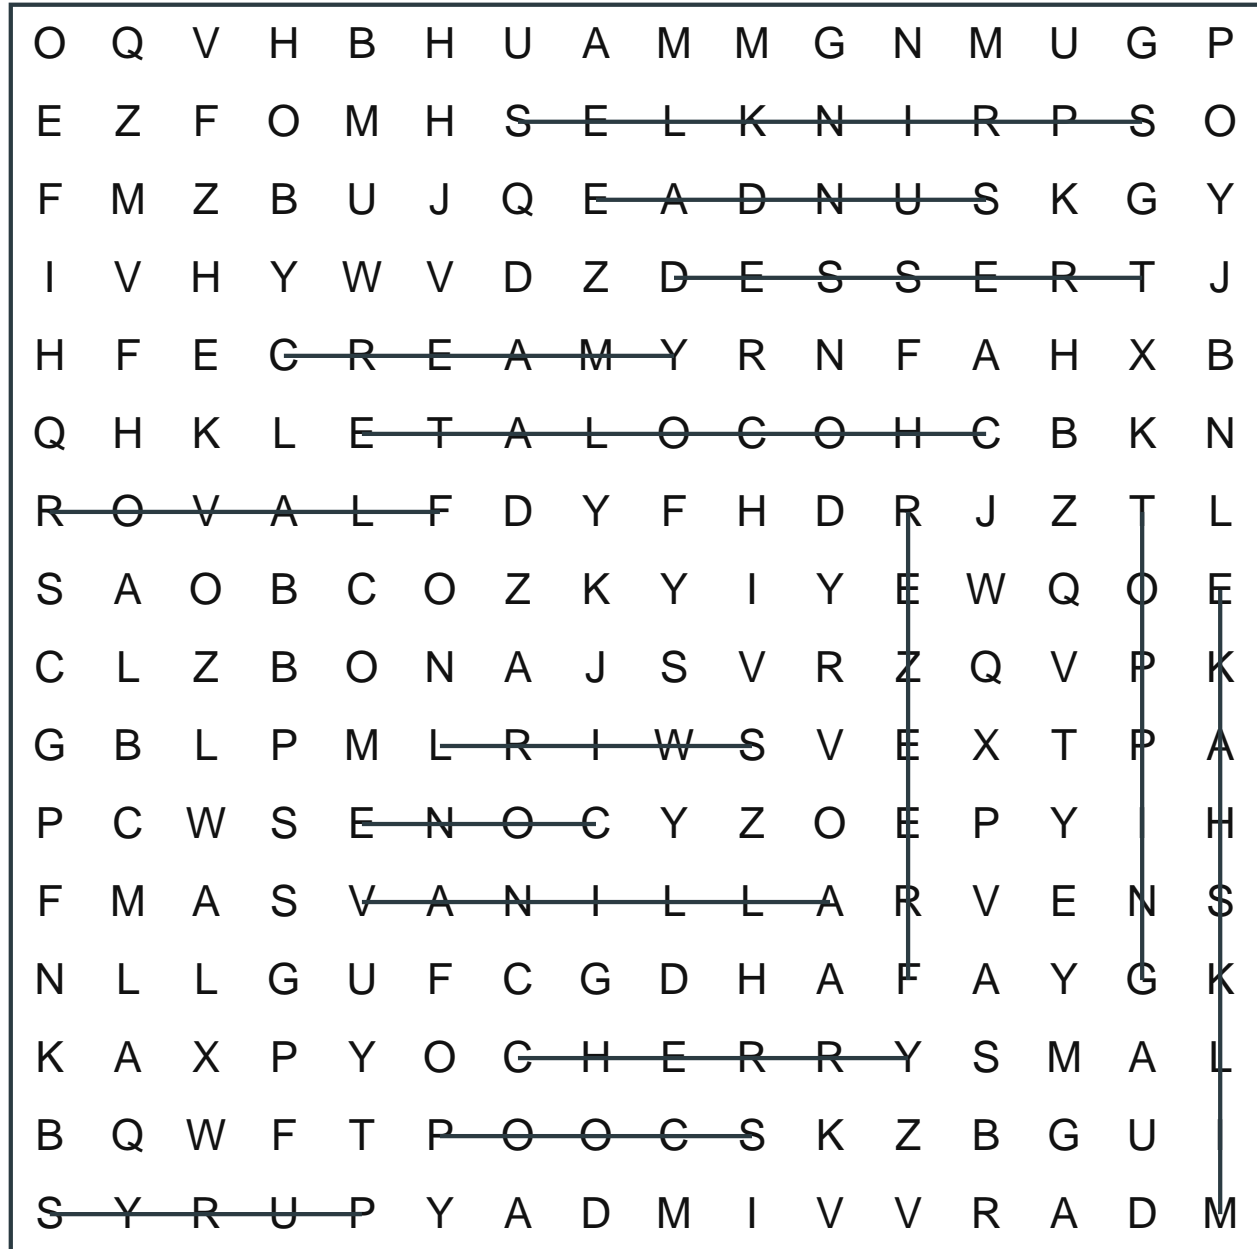 O Q V H B H U A M M G N M U G P
E Z F O M H S E L K N I R P S O
F M Z B U J Q E A D N U S K G Y
I V H Y W V D Z D E S S E R T J
H F E C R E A M Y R N F A H X B
Q H K L E T A L O C O H C B K N
R O V A L F D Y F H D R J Z T L
S A O B C O Z K Y I Y E W Q O E
C L Z B O N A J S V R Z Q V P K
G B L P M L R I W S V E X T P A
P C W S E N O C Y Z O E P Y I H
F M A S V A N I L L A R V E N S
N L L G U F C G D H A F A Y G K
K A X P Y O C H E R R Y S M A L
B Q W F T P O O C S K Z B G U I
S Y R U P Y A D M I V V R A D M